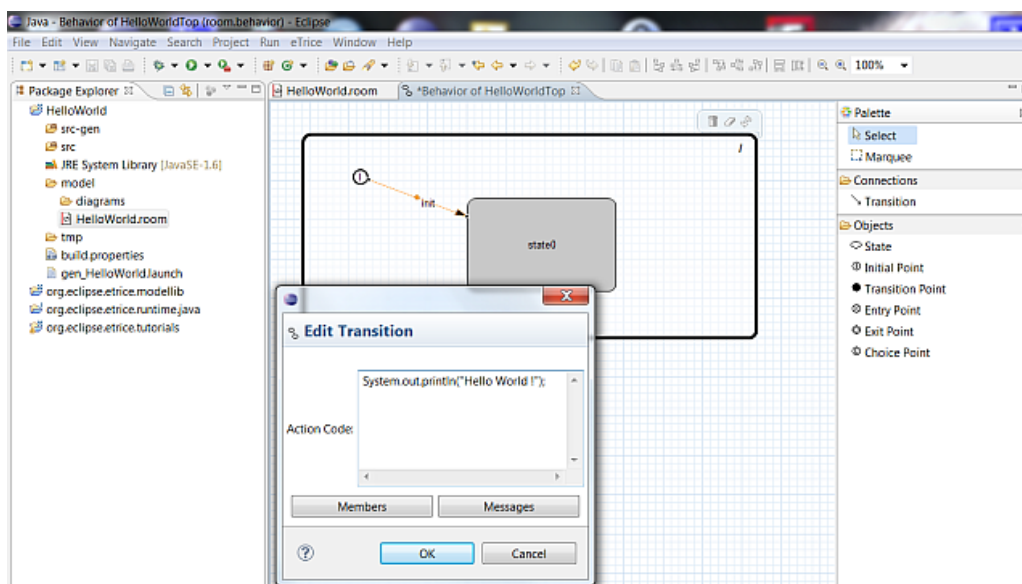 Java - Behavior of HelloWorldTop (room.behavior) - Eclipse
File Edit View Navigate Search Project Run eTrice Window Help
100%
Package Explorer
HelloWorld.room
*Behavior of HelloWorldTop
HelloWorld
src-gen
src
JRE System Library [JavaSE-1.6]
model
diagrams
HelloWorld.room
tmp
build.properties
gen_HelloWorld.launch
org.eclipse.etrice.modellib
org.eclipse.etrice.runtime.java
org.eclipse.etrice.tutorials
/
I
init
state0
Edit Transition
Action Code:
System.out.println("Hello World !");
Members
Messages
OK
Cancel
Palette
Select
Marquee
Connections
Transition
Objects
State
Initial Point
Transition Point
Entry Point
Exit Point
Choice Point